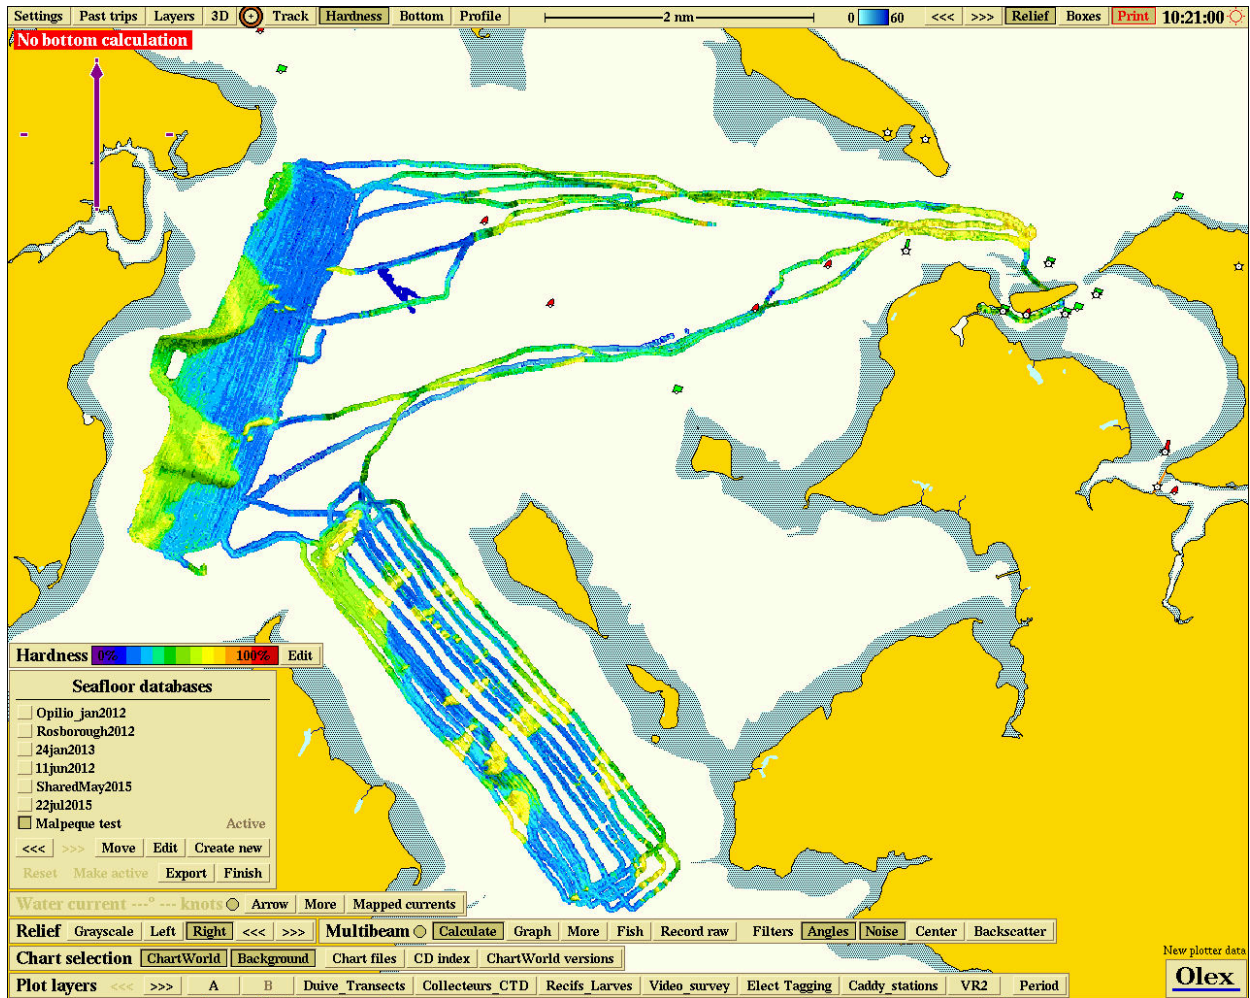 Settings Past trips Layers 3D Track Hardness Bottom Profile 2 nm 0 60 <<< >>> Relief Boxes Print 10:21:00
No bottom calculation
Hardness 0% 100% Edit
Seafloor databases
Opilio_jan2012
Rosborough2012
24jan2013
11jun2012
SharedMay2015
22jul2015
Malpeque test Active
<<< >>> Move Edit Create new
Reset Make active Export Finish
Water current ---° --- knots Arrow More Mapped currents
Relief Grayscale Left Right <<< >>> Multibeam Calculate Graph More Fish Record raw Filters Angles Noise Center Backscatter
Chart selection ChartWorld Background Chart files CD index ChartWorld versions
New plotter data
Plot layers <<< >>> A B Duive_Transects Collecteurs_CTD Recifs_Larves Video_survey Elect Tagging Caddy_stations VR2 Period
Olex